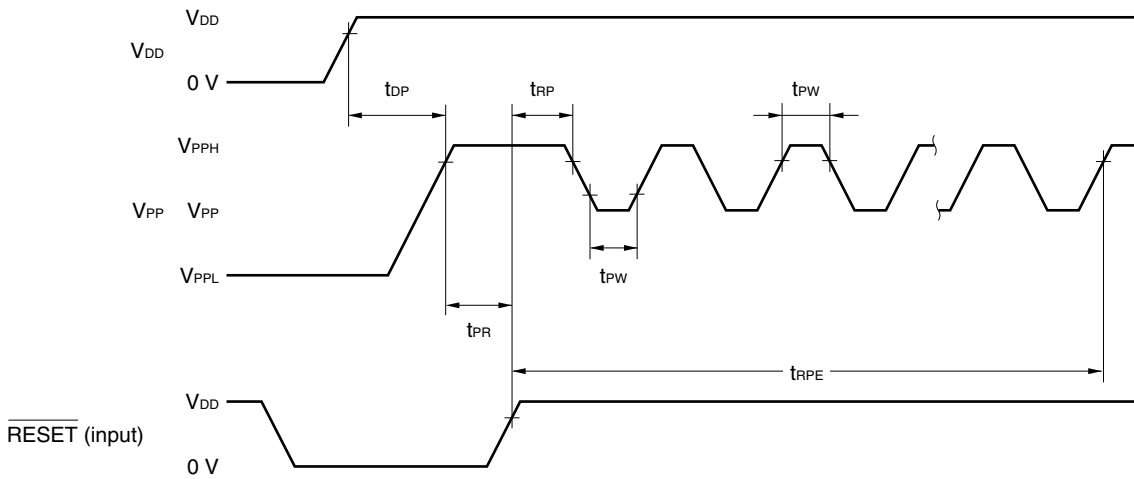 VDD
VDD
0 V
tDP
tRP
tPW
VPPH
VPP VPP
VPPL
tPW
tPR
tRPE
VDD
RESET (input)
0 V